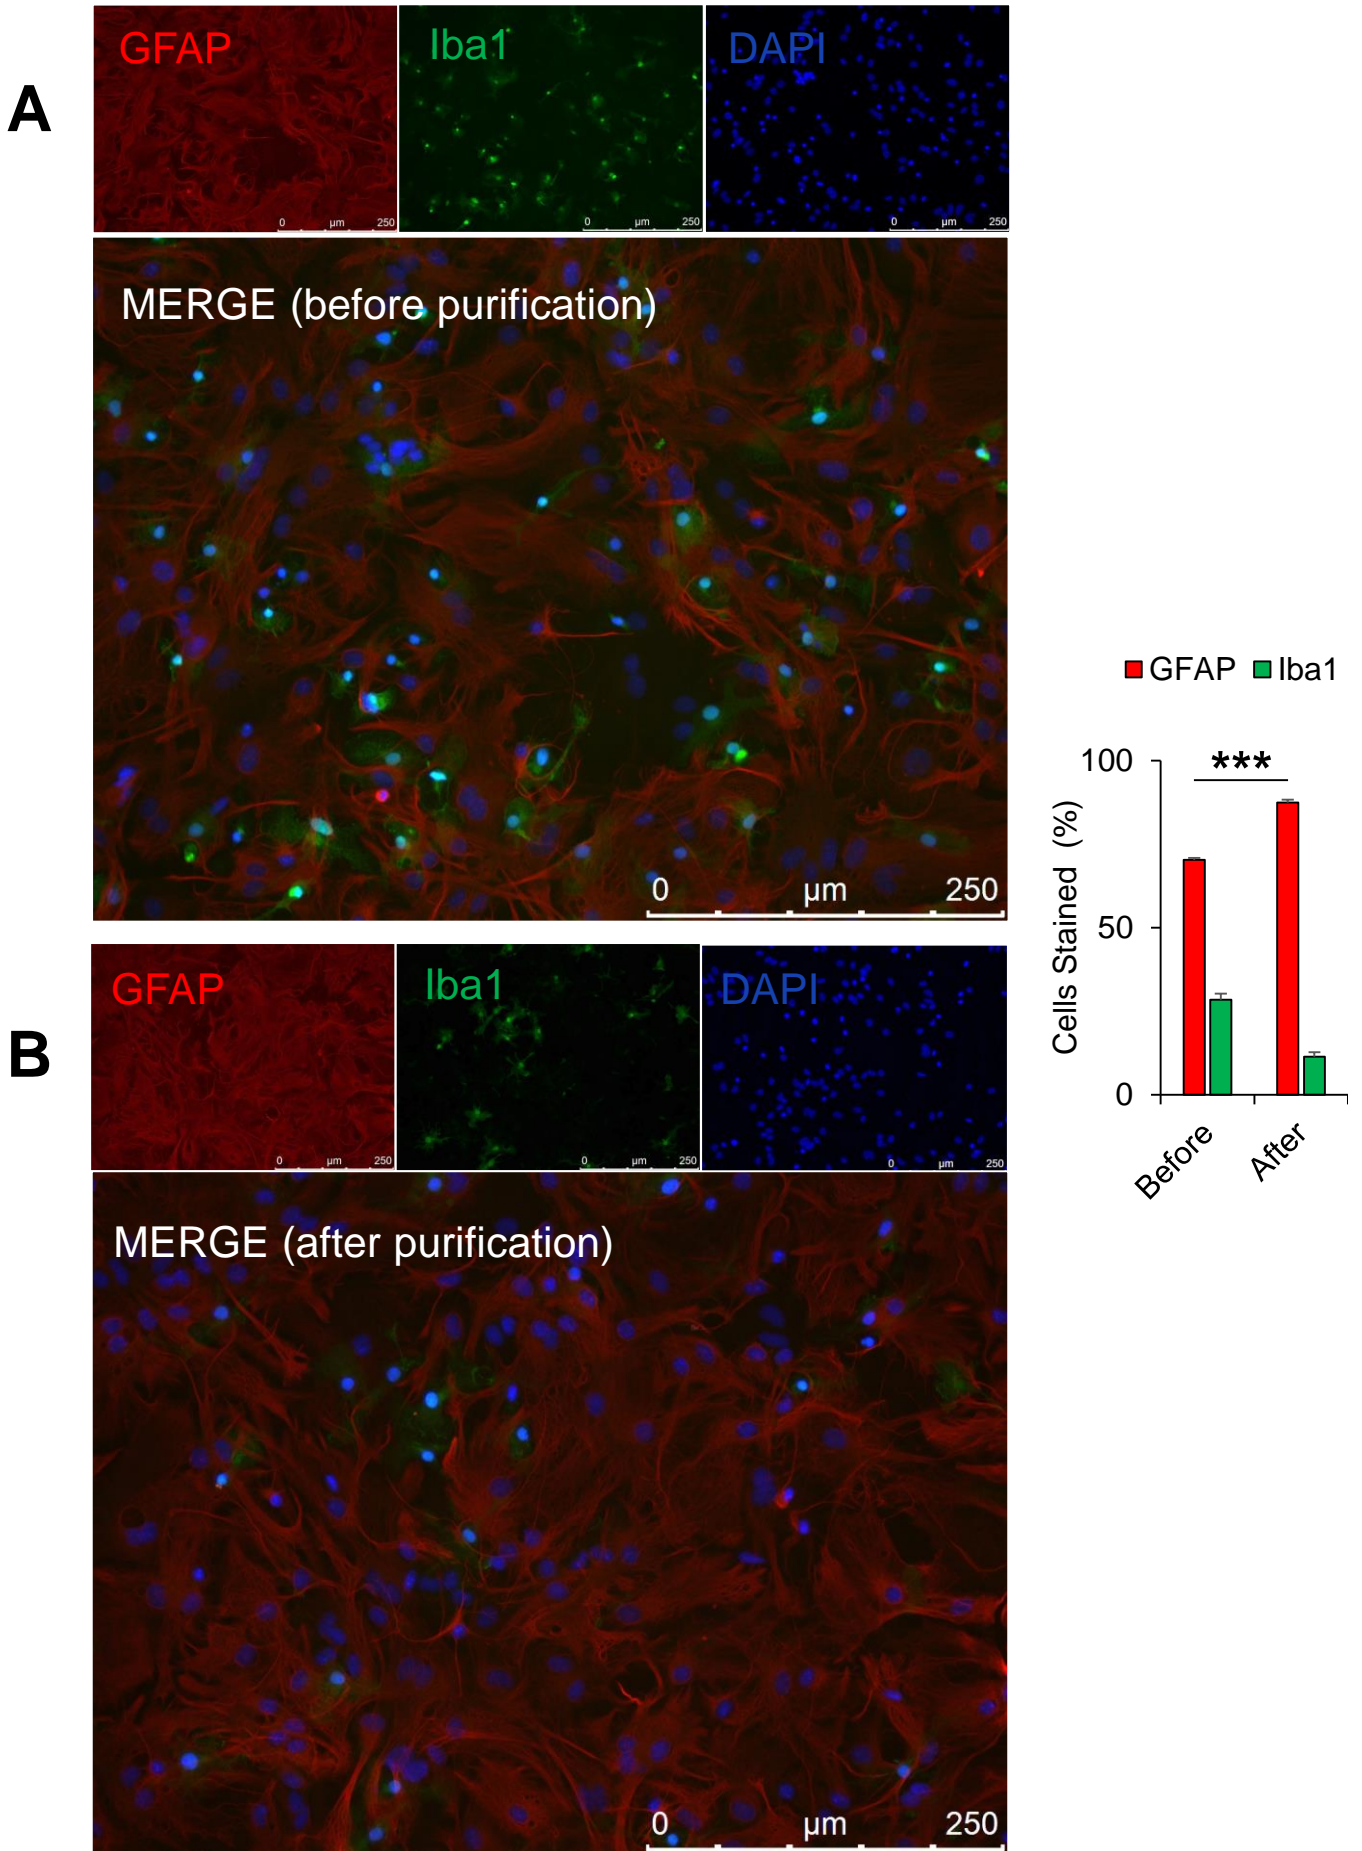 A
GFAP
Iba1
DAPI
0 µm 250
0 µm 250
0 µm 250
MERGE (before purification)
0 µm 250
B
GFAP
Iba1
DAPI
0 µm 250
0 µm 250
0 µm 250
MERGE (after purification)
0 µm 250
GFAP Iba1
***
100
50
0
Cells Stained (%)
Before
After